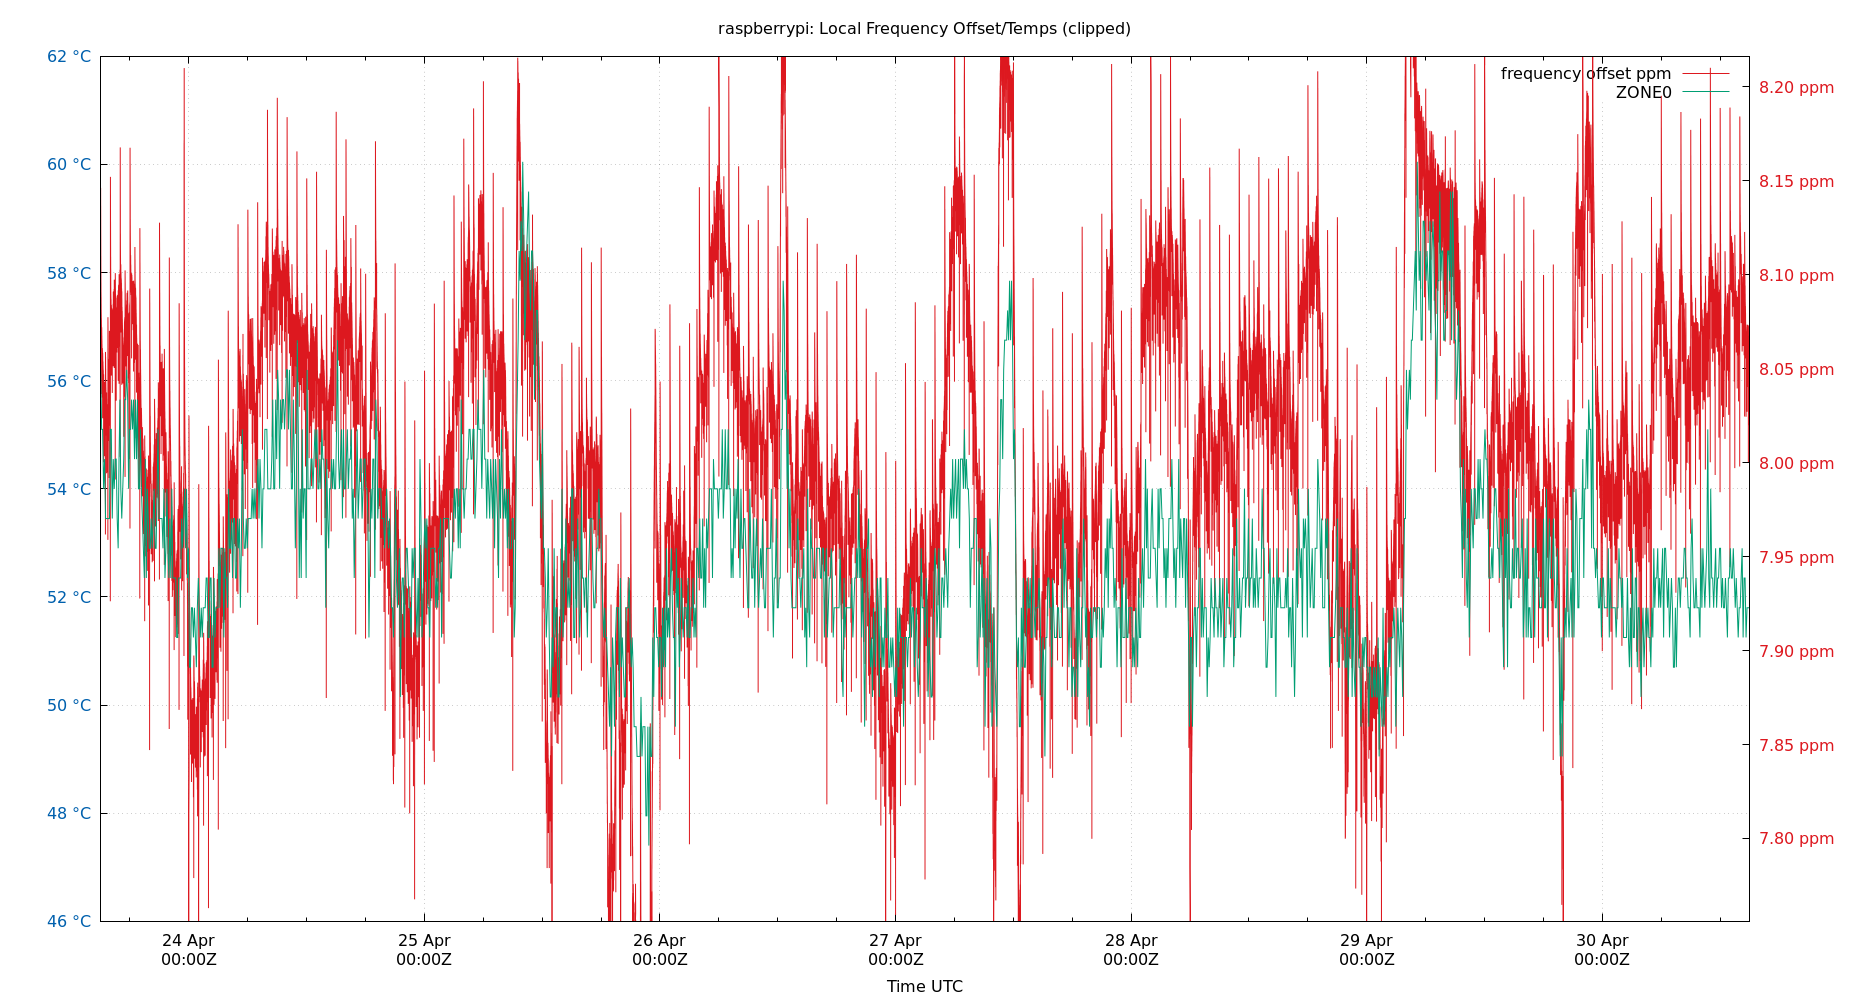 raspberrypi: Local Frequency Offset/Temps (clipped)
62 °C
60 °C
58 °C
56 °C
54 °C
52 °C
50 °C
48 °C
46 °C
frequency offset ppm
ZONE0
8.20 ppm
8.15 ppm
8.10 ppm
8.05 ppm
8.00 ppm
7.95 ppm
7.90 ppm
7.85 ppm
7.80 ppm
24 Apr
00:00Z
25 Apr
00:00Z
26 Apr
00:00Z
27 Apr
00:00Z
28 Apr
00:00Z
29 Apr
00:00Z
30 Apr
00:00Z
Time UTC